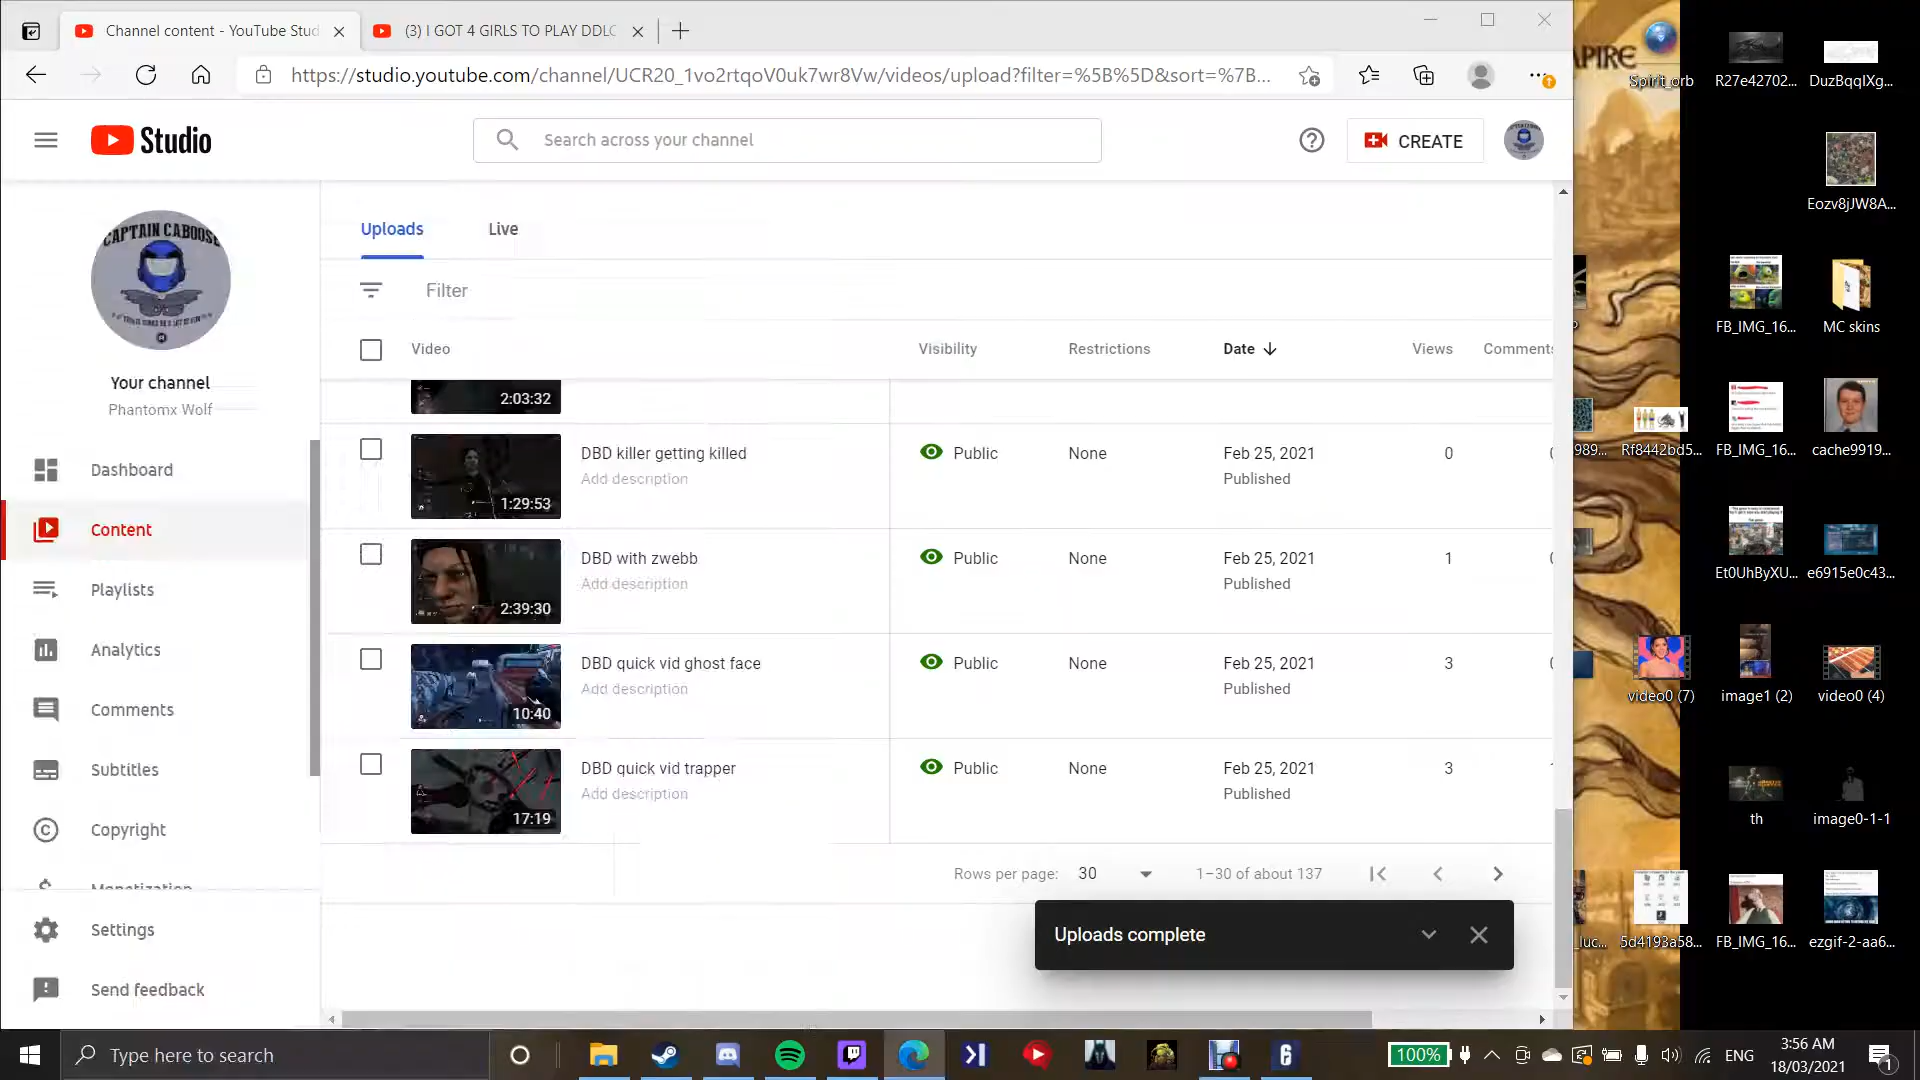 Channel content - YouTube Stud
(3) I GOT 4 GIRLS TO PLAY DDLC
https://studio.youtube.com/channel/UCR20_1vo2rtqoV0uk7wr8Vw/videos/upload?filter=%5B%5D&sort=%7B...
Studio
Search across your channel
CREATE
CAPTAIN CABOOSE
Your channel
Phantomx Wolf
Dashboard
Content
Playlists
Analytics
Comments
Subtitles
Copyright
Monetization
Settings
Send feedback
Uploads Live
Filter
Video Visibility Restrictions Date Views Comments
2:03:32
DBD killer getting killed Public None Feb 25, 2021 0
Add description Published
1:29:53
DBD with zwebb Public None Feb 25, 2021 1
Add description Published
2:39:30
DBD quick vid ghost face Public None Feb 25, 2021 3
Add description Published
10:40
DBD quick vid trapper Public None Feb 25, 2021 3
Add description Published
17:19
Rows per page: 30 1–30 of about 137
Uploads complete
Spirit_orb R27e42702... DuzBqqIXg...
Eozv8jJW8A...
FB_IMG_16... MC skins
989... Rf8442bd5... FB_IMG_16... cache9919...
Et0UhByXU... e6915e0c43...
video0 (7) image1 (2) video0 (4)
th image0-1-1
_luc... 5d4193a58... FB_IMG_16... ezgif-2-aa6...
Type here to search
100%
ENG
3:56 AM
18/03/2021
1